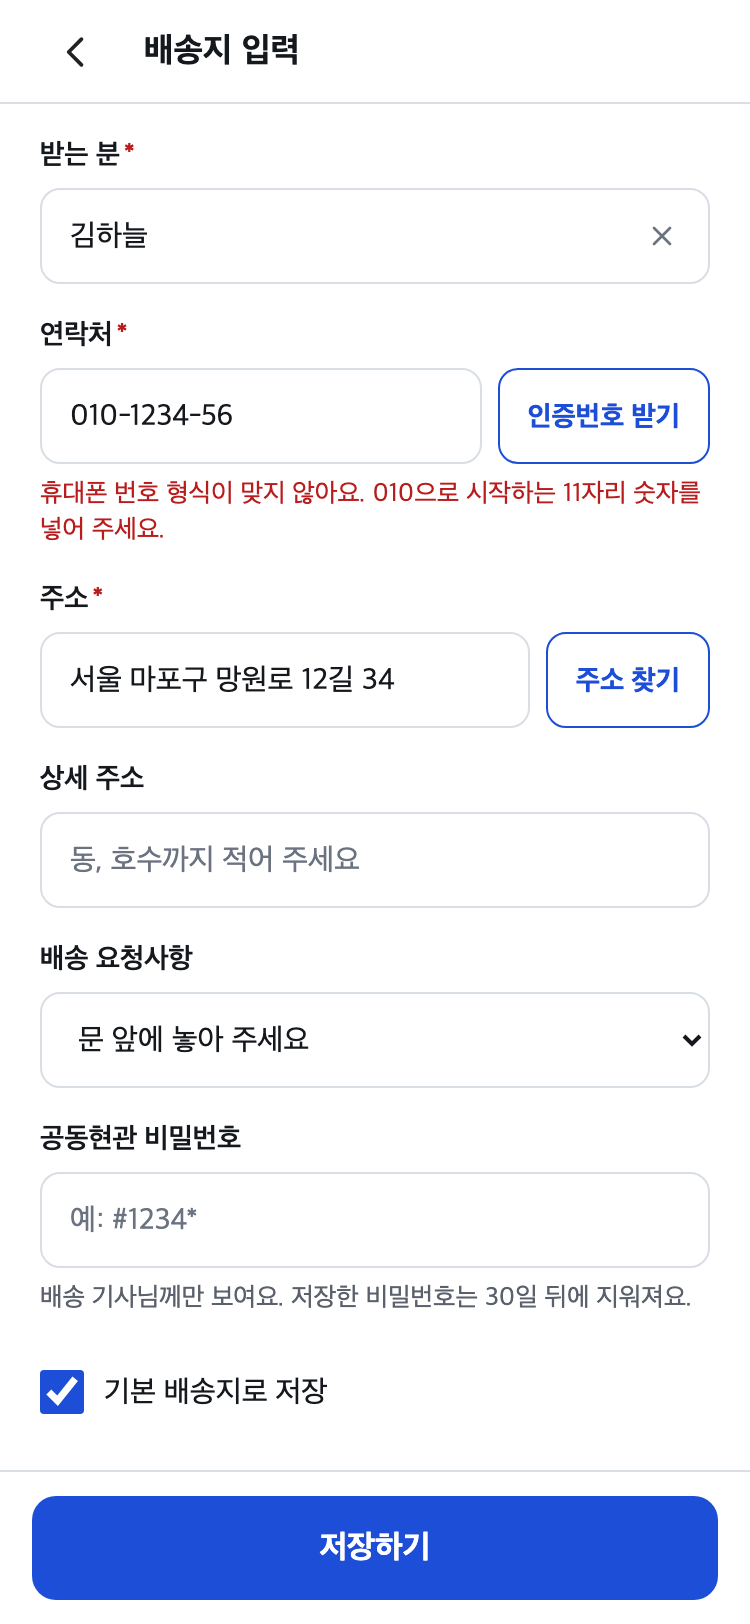 배송지 입력
받는 분*
김하늘
연락처*
010-1234-56
인증번호 받기
휴대폰 번호 형식이 맞지 않아요. 010으로 시작하는 11자리 숫자를
넣어 주세요.
주소*
서울 마포구 망원로 12길 34
주소 찾기
상세 주소
동, 호수까지 적어 주세요
배송 요청사항
문 앞에 놓아 주세요
공동현관 비밀번호
예: #1234*
배송 기사님께만 보여요. 저장한 비밀번호는 30일 뒤에 지워져요.
기본 배송지로 저장
저장하기